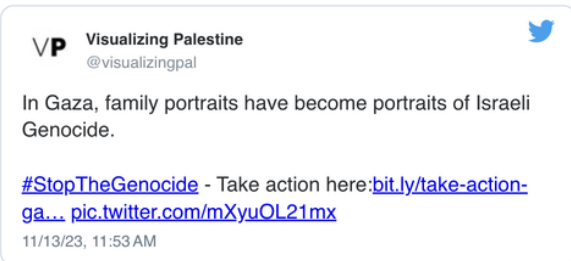 VP
Visualizing Palestine
@visualizingpal
In Gaza, family portraits have become portraits of Israeli
Genocide.
#StopTheGenocide - Take action here:bit.ly/take-action-
ga… pic.twitter.com/mXyuOL21mx
11/13/23, 11:53 AM